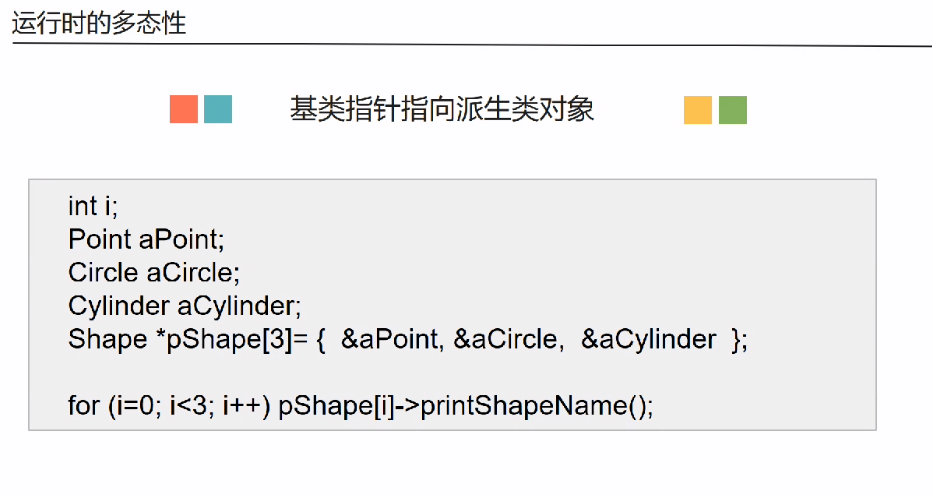 运行时的多态性
基类指针指向派生类对象
int i;
Point aPoint;
Circle aCircle;
Cylinder aCylinder;
Shape *pShape[3]= {  &aPoint, &aCircle,  &aCylinder  };
for (i=0; i<3; i++) pShape[i]->printShapeName();